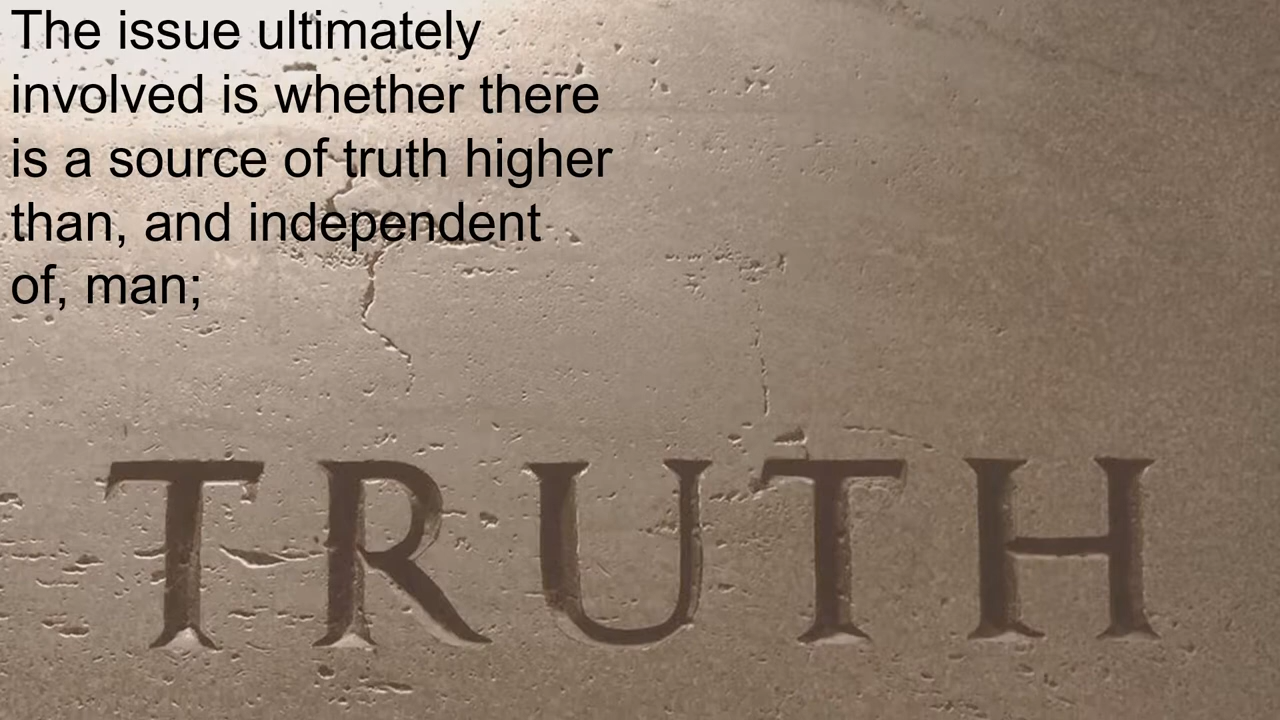 The issue ultimately
involved is whether there
is a source of truth higher
than, and independent
of, man;
TRUTH